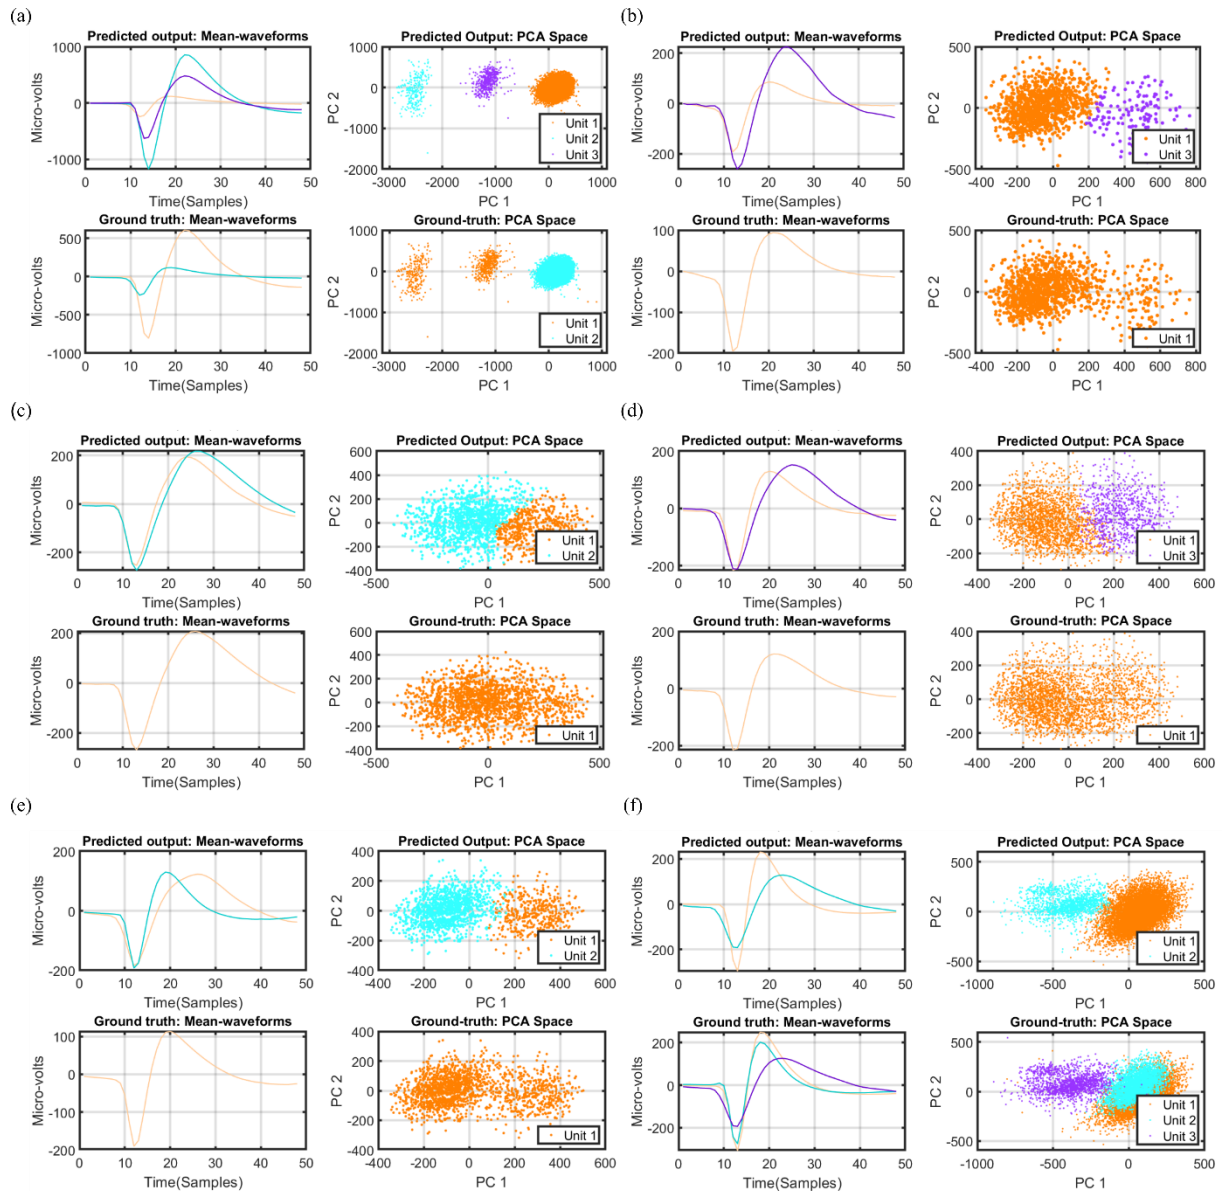 (a)
Predicted output: Mean-waveforms
1000
0
-1000
Micro-volts
0 10 20 30 40 50
Time(Samples)
Predicted Output: PCA Space
1000
0
-1000
-2000
PC 2
Unit 1
Unit 2
Unit 3
-3000 -2000 -1000 0 1000
PC 1
Ground truth: Mean-waveforms
500
0
-500
-1000
Micro-volts
0 10 20 30 40 50
Time(Samples)
Ground-truth: PCA Space
1000
0
-1000
-2000
PC 2
Unit 1
Unit 2
-3000 -2000 -1000 0 1000
PC 1
(b)
Predicted output: Mean-waveforms
200
0
-200
Micro-volts
0 10 20 30 40 50
Time(Samples)
Predicted Output: PCA Space
500
0
-500
PC 2
Unit 1
Unit 3
-400 -200 0 200 400 600 800
PC 1
Ground truth: Mean-waveforms
100
0
-100
-200
Micro-volts
0 10 20 30 40 50
Time(Samples)
Ground-truth: PCA Space
500
0
-500
PC 2
Unit 1
-400 -200 0 200 400 600 800
PC 1
(c)
Predicted output: Mean-waveforms
200
0
-200
Micro-volts
0 10 20 30 40 50
Time(Samples)
Predicted Output: PCA Space
600
400
200
0
-200
-400
PC 2
Unit 1
Unit 2
-500 0 500
PC 1
Ground truth: Mean-waveforms
200
0
-200
Micro-volts
0 10 20 30 40 50
Time(Samples)
Ground-truth: PCA Space
600
400
200
0
-200
-400
PC 2
Unit 1
-500 0 500
PC 1
(d)
Predicted output: Mean-waveforms
200
0
-200
Micro-volts
0 10 20 30 40 50
Time(Samples)
Predicted Output: PCA Space
400
200
0
-200
PC 2
Unit 1
Unit 3
-400 -200 0 200 400 600
PC 1
Ground truth: Mean-waveforms
200
0
-200
Micro-volts
0 10 20 30 40 50
Time(Samples)
Ground-truth: PCA Space
400
200
0
-200
PC 2
Unit 1
-400 -200 0 200 400 600
PC 1
(e)
Predicted output: Mean-waveforms
200
0
-200
Micro-volts
0 10 20 30 40 50
Time(Samples)
Predicted Output: PCA Space
400
200
0
-200
-400
PC 2
Unit 1
Unit 2
-400 -200 0 200 400 600
PC 1
Ground truth: Mean-waveforms
100
0
-100
-200
Micro-volts
0 10 20 30 40 50
Time(Samples)
Ground-truth: PCA Space
400
200
0
-200
-400
PC 2
Unit 1
-400 -200 0 200 400 600
PC 1
(f)
Predicted output: Mean-waveforms
200
0
-200
Micro-volts
0 10 20 30 40 50
Time(Samples)
Predicted Output: PCA Space
500
0
-500
PC 2
Unit 1
Unit 2
-1000 -500 0 500
PC 1
Ground truth: Mean-waveforms
200
0
-200
Micro-volts
0 10 20 30 40 50
Time(Samples)
Ground-truth: PCA Space
500
0
-500
PC 2
Unit 1
Unit 2
Unit 3
-1000 -500 0 500
PC 1